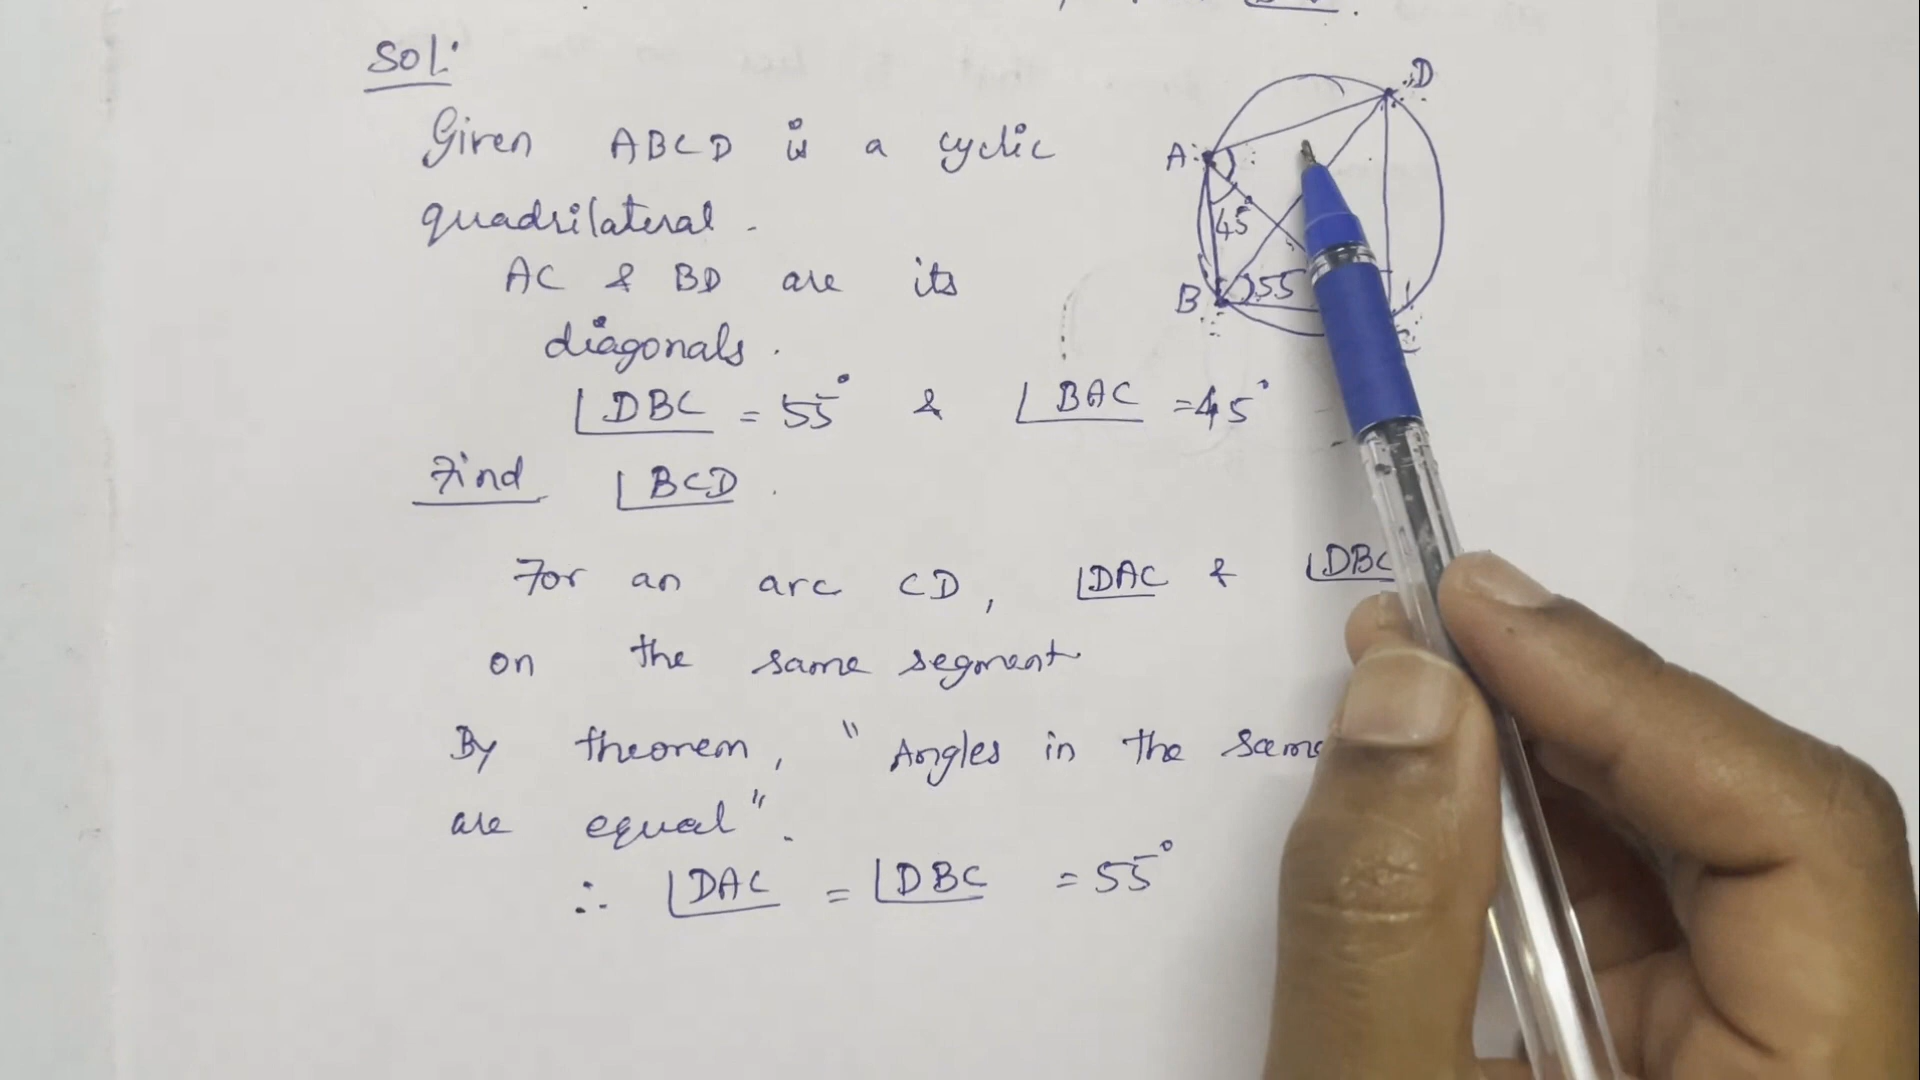 Sol:
Given ABCD is a cyclic
quadrilateral.
AC & BD are its
diagonals.
∠DBC = 55° & ∠BAC = 45°
Find ∠BCD.
For an arc CD, ∠DAC & ∠DBC
on the same segment
By theorem, "Angles in the same
are equal".
∴ ∠DAC = ∠DBC = 55°
D
A
45°
B
55